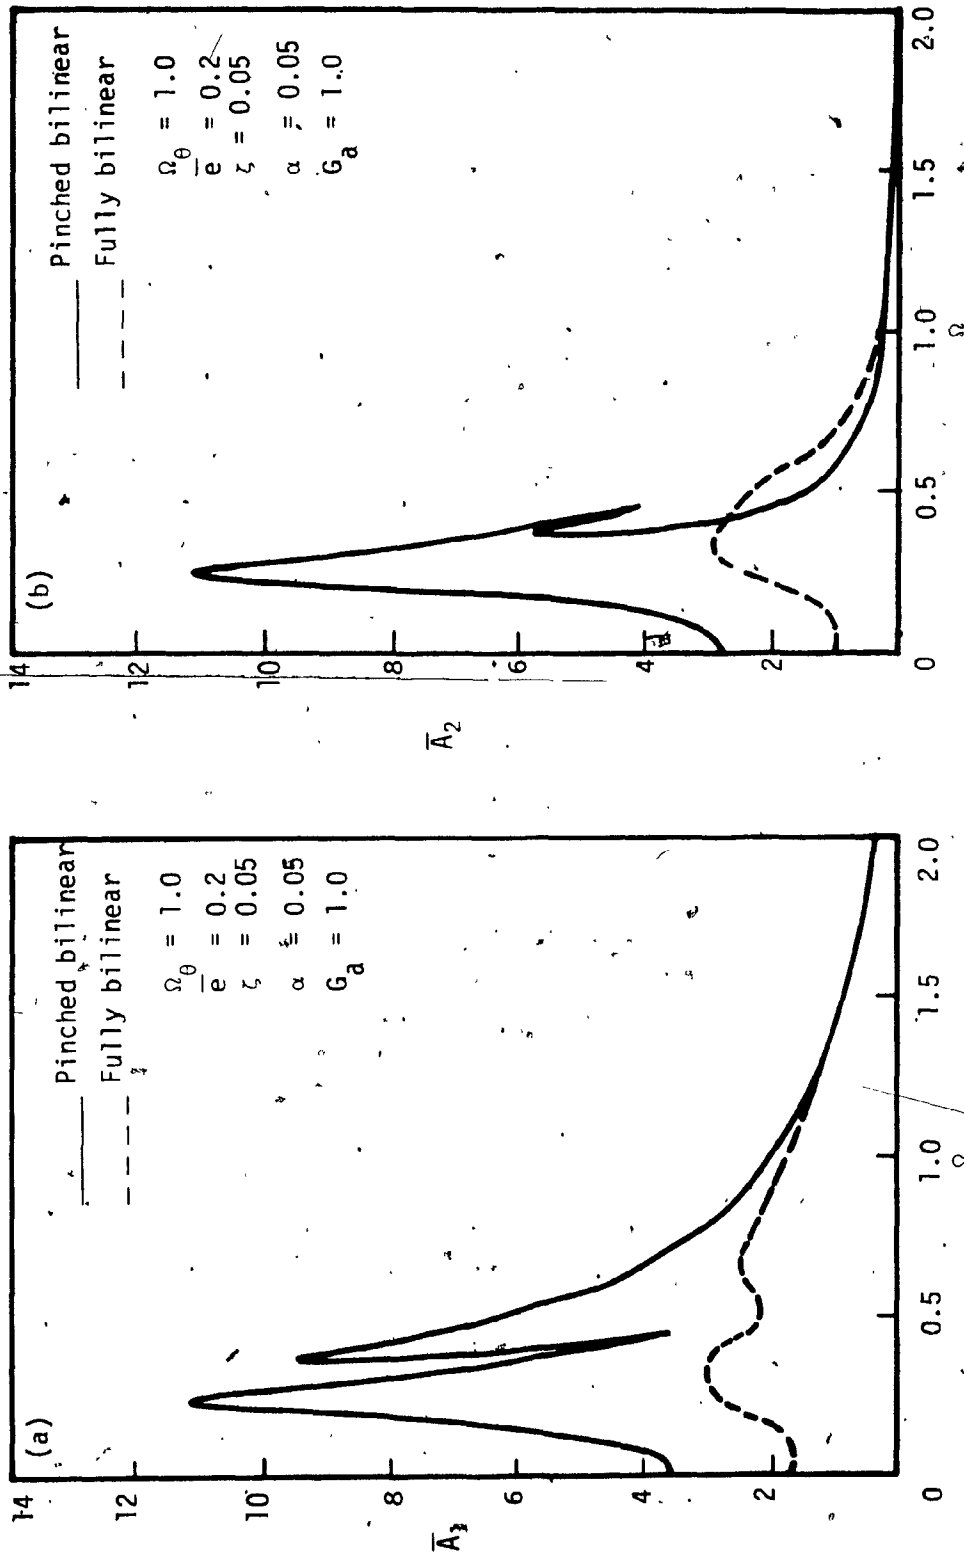 (a)
Pinched bilinear
Fully bilinear
Ω_θ = 1.0
e̅ = 0.2
ζ = 0.05
α = 0.05
G_a = 1.0
14
12
10
8
6
4
2
0
0.5
1.0
1.5
2.0
Ω
(b)
Pinched bilinear
Fully bilinear
Ω_θ = 1.0
e̅ = 0.2
ζ = 0.05
α = 0.05
G_a = 1.0
A̅₂
14
12
10
8
6
4
2
0
0.5
1.0
1.5
2.0
Ω